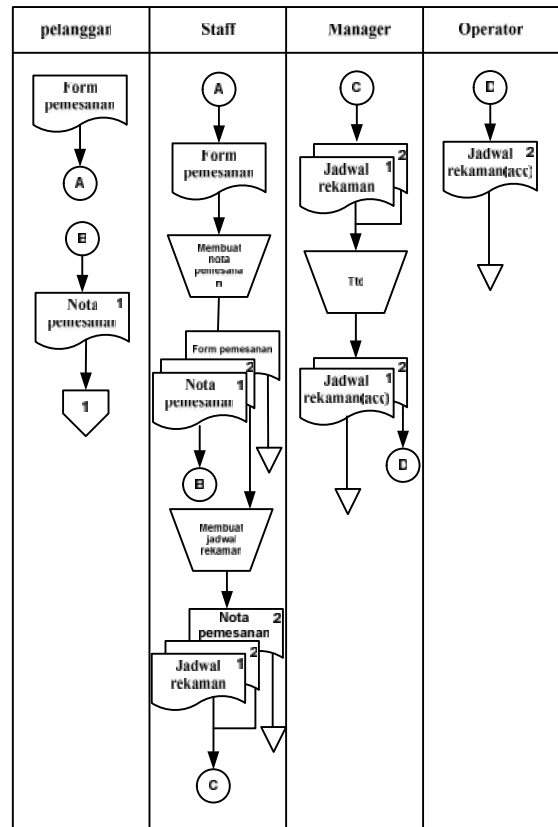 pelanggan
Staff
Manager
Operator
Form
pemesanan
A
B
Nota 1
pemesanan
1
A
Form
pemesanan
Membuat
nota
pemesana
n
Form pemesanan
2
Nota 1
pemesanan
B
Membuat
jadwal
rekaman
Nota 2
pemesanan
2
Jadwal 1
rekaman
C
C
2
Jadwal 1
rekaman
Ttd
2
Jadwal 1
rekaman(acc)
D
D
Jadwal 2
rekaman(acc)